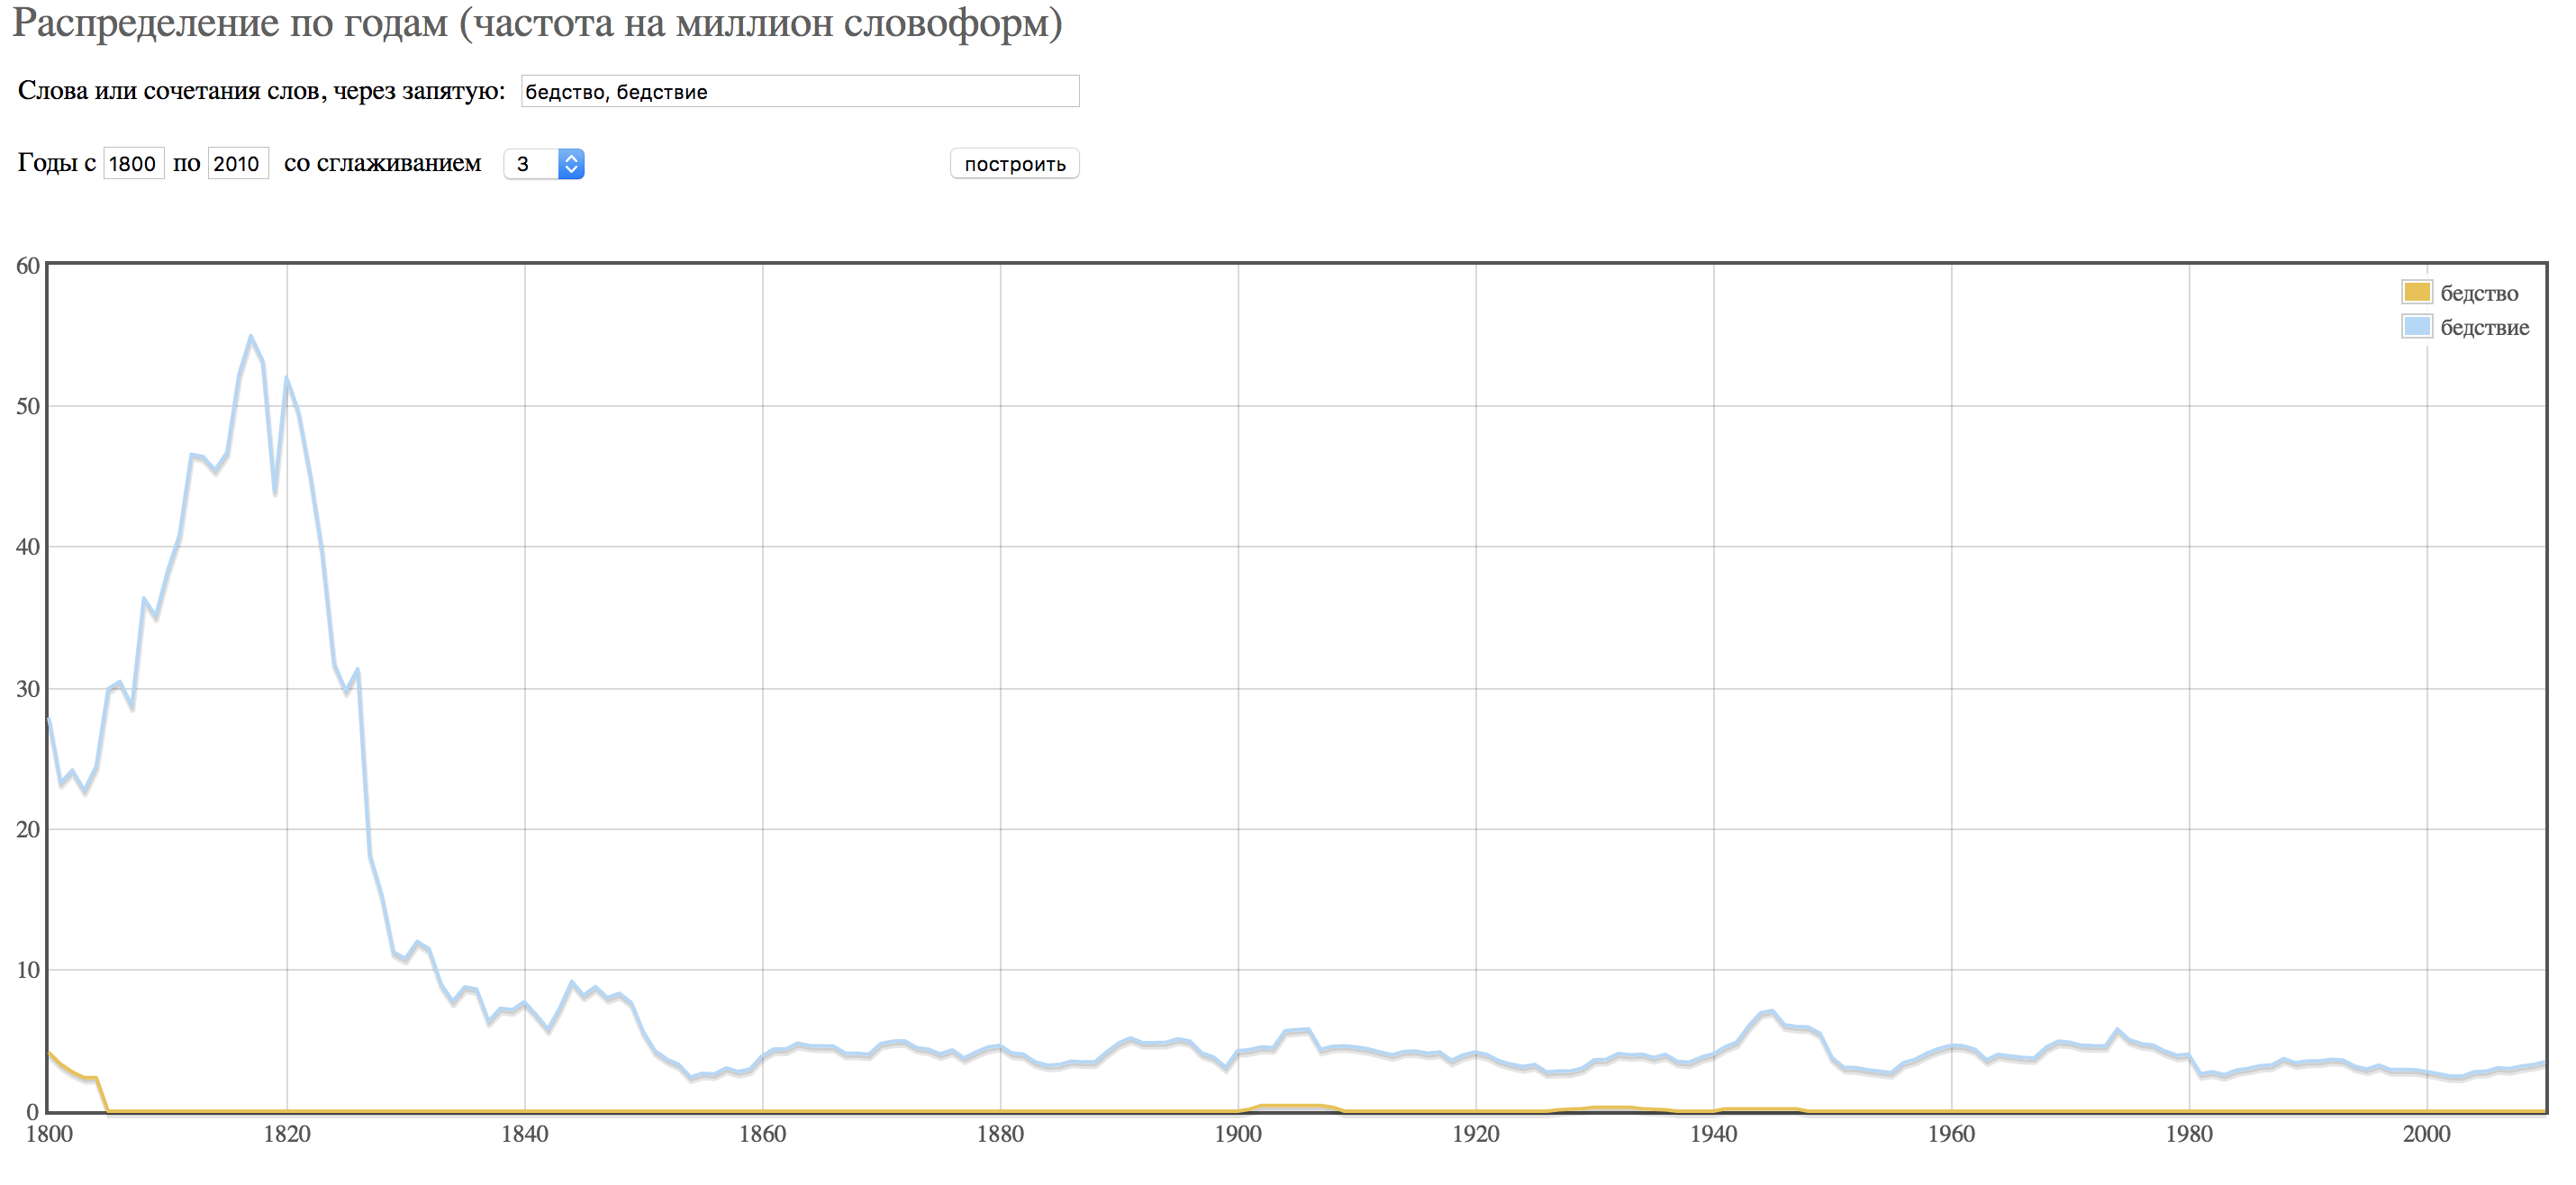 Распределение по годам (частота на миллион словоформ)
Слова или сочетания слов, через запятую: бедство, бедствие
Годы с 1800 по 2010 со сглаживанием 3 построить
60
бедство
бедствие
50
40
30
20
10
0
1800 1820 1840 1860 1880 1900 1920 1940 1960 1980 2000